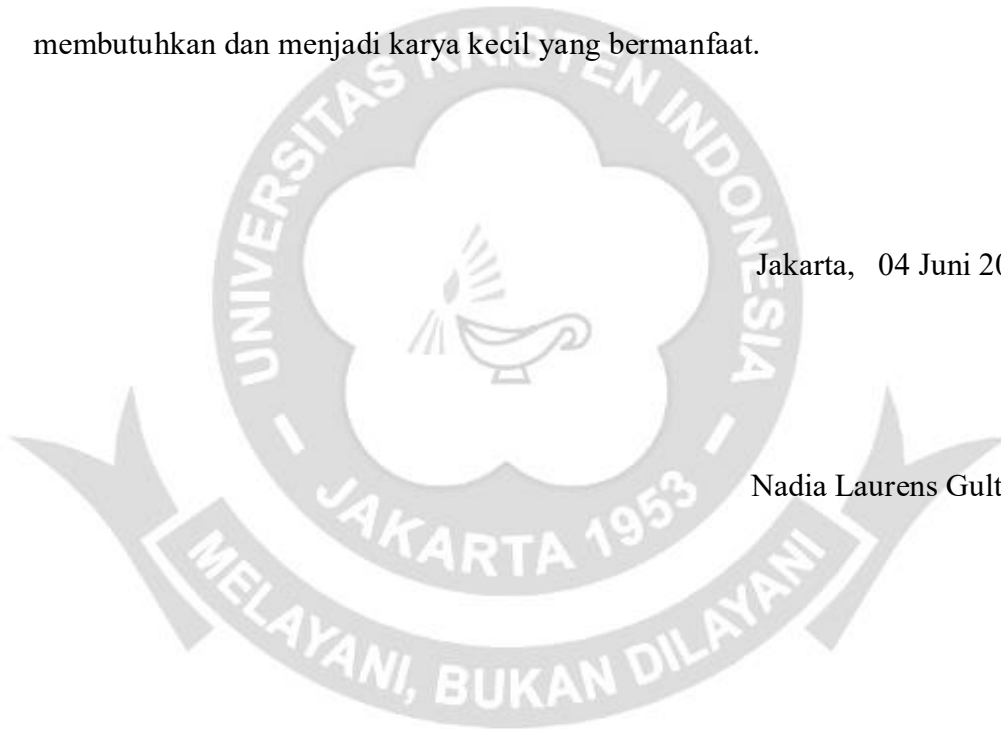 membutuhkan dan menjadi karya kecil yang bermanfaat.
UNIVERSITAS KRISTEN INDONESIA
Jakarta, 04 Juni 20
Nadia Laurens Gult
- JAKARTA 1953 -
MELAYANI, BUKAN DILAYANI